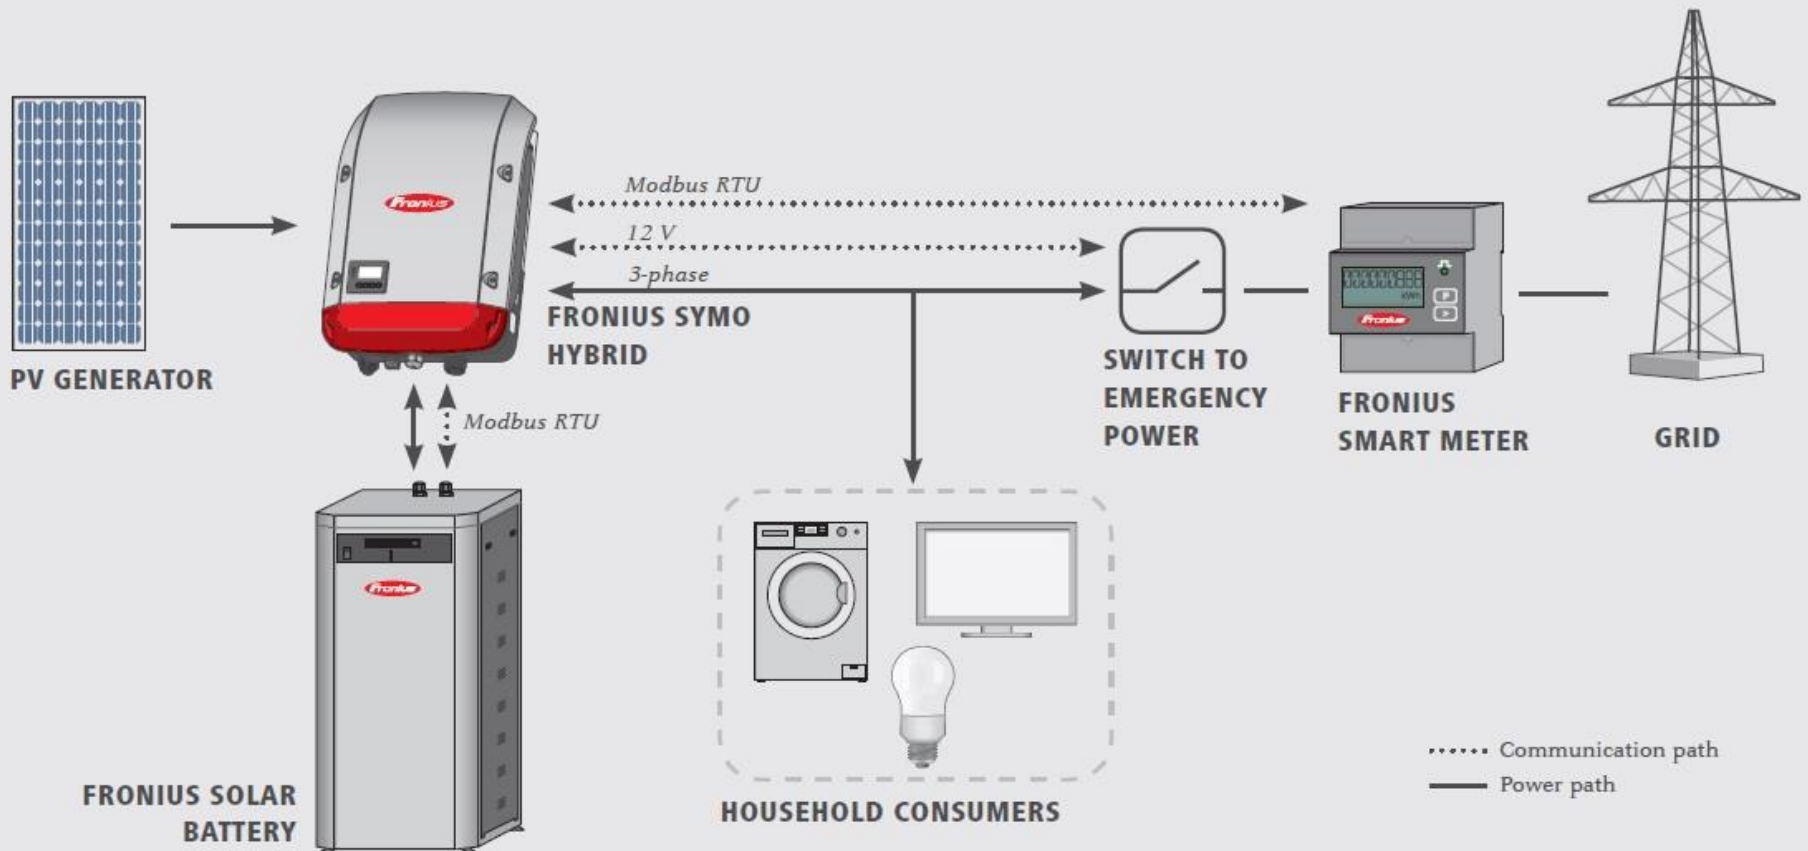 Modbus RTU
12 V
3-phase
Fronius
FRONIUS SYMO
HYBRID
PV GENERATOR
Modbus RTU
SWITCH TO
EMERGENCY
POWER
kWh
P
>
Fronius
FRONIUS
SMART METER
GRID
Fronius
FRONIUS SOLAR
BATTERY
HOUSEHOLD CONSUMERS
Communication path
Power path